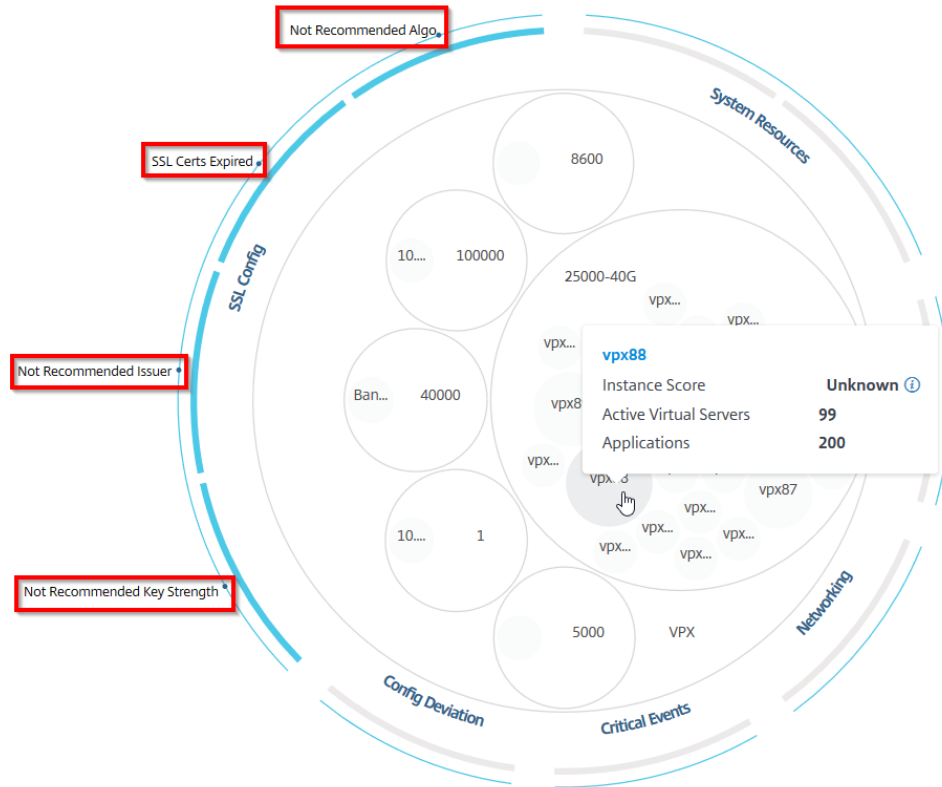 Not Recommended Algo
System Resources
SSL Certs Expired
8600
SSL Config
10....
100000
25000-40G
vpx...
vpx...
vpx...
vpx88
Instance Score
Unknown
Active Virtual Servers
99
Applications
200
Not Recommended Issuer
Ban...
40000
vpx8
vpx...
vpx87
vpx...
vpx...
vpx...
vpx...
vpx...
10....
1
Not Recommended Key Strength
Networking
5000
VPX
Config Deviation
Critical Events